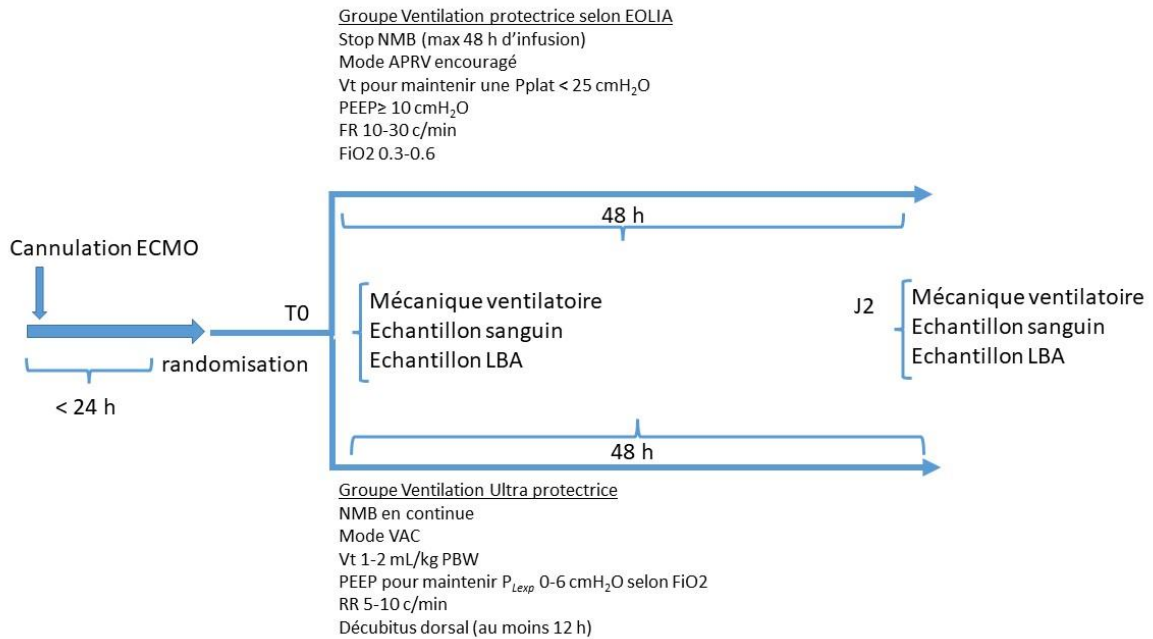 Groupe Ventilation protectrice selon EOLIA
Stop NMB (max 48 h d’infusion)
Mode APRV encouragé
Vt pour maintenir une Pplat < 25 cmH₂O
PEEP≥ 10 cmH₂O
FR 10-30 c/min
FiO2 0.3-0.6
48 h
Cannulation ECMO
T0
randomisation
< 24 h
Mécanique ventilatoire
Echantillon sanguin
Echantillon LBA
J2
Mécanique ventilatoire
Echantillon sanguin
Echantillon LBA
48 h
Groupe Ventilation Ultra protectrice
NMB en continue
Mode VAC
Vt 1-2 mL/kg PBW
PEEP pour maintenir P_Lexp 0-6 cmH₂O selon FiO2
RR 5-10 c/min
Décubitus dorsal (au moins 12 h)